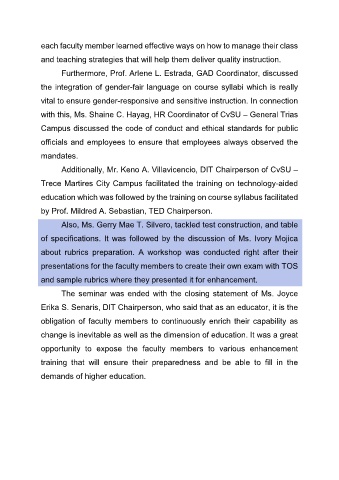 each faculty member learned effective ways on how to manage their class
and teaching strategies that will help them deliver quality instruction.
Furthermore, Prof. Arlene L. Estrada, GAD Coordinator, discussed
the integration of gender-fair language on course syllabi which is really
vital to ensure gender-responsive and sensitive instruction. In connection
with this, Ms. Shaine C. Hayag, HR Coordinator of CvSU – General Trias
Campus discussed the code of conduct and ethical standards for public
officials and employees to ensure that employees always observed the
mandates.
Additionally, Mr. Keno A. Villavicencio, DIT Chairperson of CvSU –
Trece Martires City Campus facilitated the training on technology-aided
education which was followed by the training on course syllabus facilitated
by Prof. Mildred A. Sebastian, TED Chairperson.
Also, Ms. Gerry Mae T. Silvero, tackled test construction, and table
of specifications. It was followed by the discussion of Ms. Ivory Mojica
about rubrics preparation. A workshop was conducted right after their
presentations for the faculty members to create their own exam with TOS
and sample rubrics where they presented it for enhancement.
The seminar was ended with the closing statement of Ms. Joyce
Erika S. Senaris, DIT Chairperson, who said that as an educator, it is the
obligation of faculty members to continuously enrich their capability as
change is inevitable as well as the dimension of education. It was a great
opportunity to expose the faculty members to various enhancement
training that will ensure their preparedness and be able to fill in the
demands of higher education.